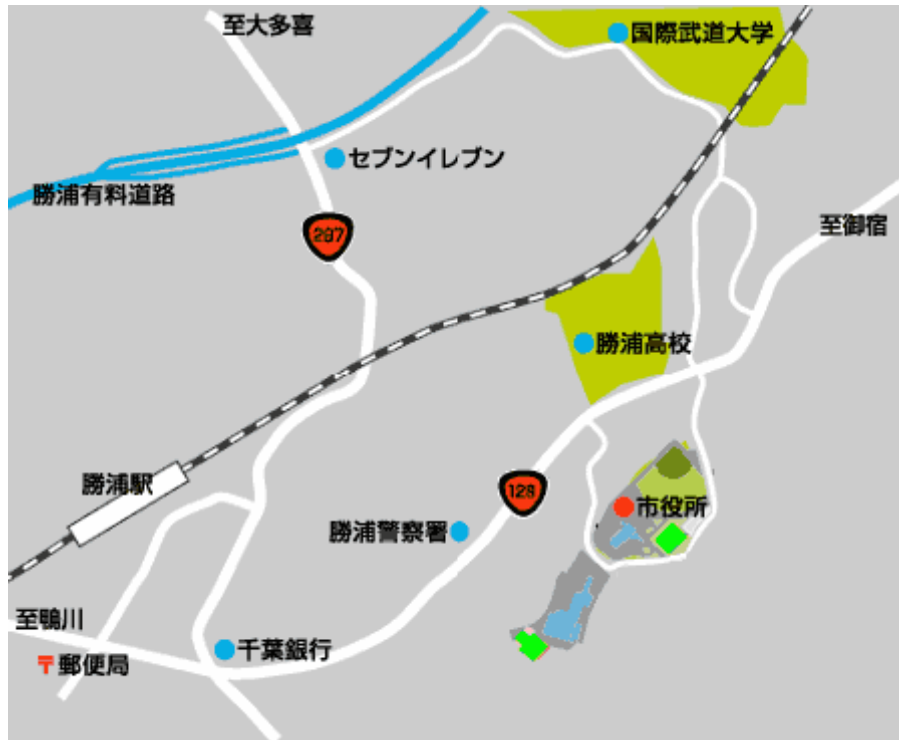 至大多喜
国際武道大学
セブンイレブン
勝浦有料道路
297
至御宿
勝浦高校
勝浦駅
128
市役所
勝浦警察署
至鴨川
千葉銀行
〒郵便局